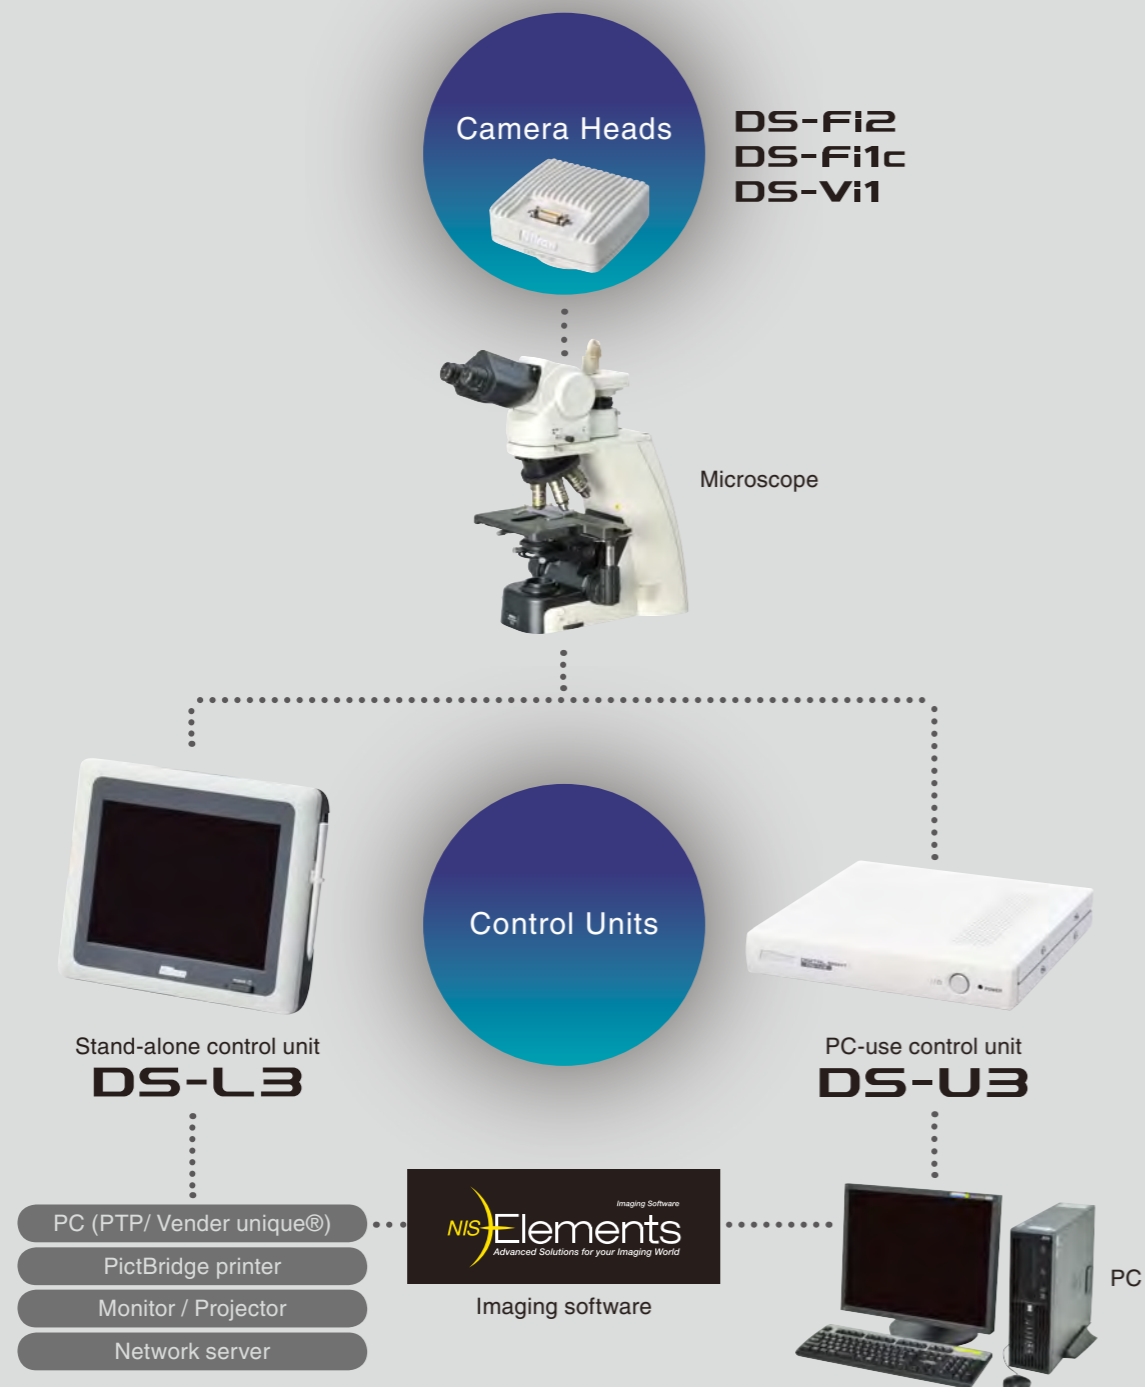 Camera Heads
DS-Fi2
DS-Fi1c
DS-Vi1
Nikon
Microscope
Control Units
Stand-alone control unit
DS-L3
PC-use control unit
DS-U3
POWER
PC (PTP/ Vender unique®)
PictBridge printer
Monitor / Projector
Network server
Imaging Software
NIS-Elements
Advanced Solutions for your Imaging World
Imaging software
PC